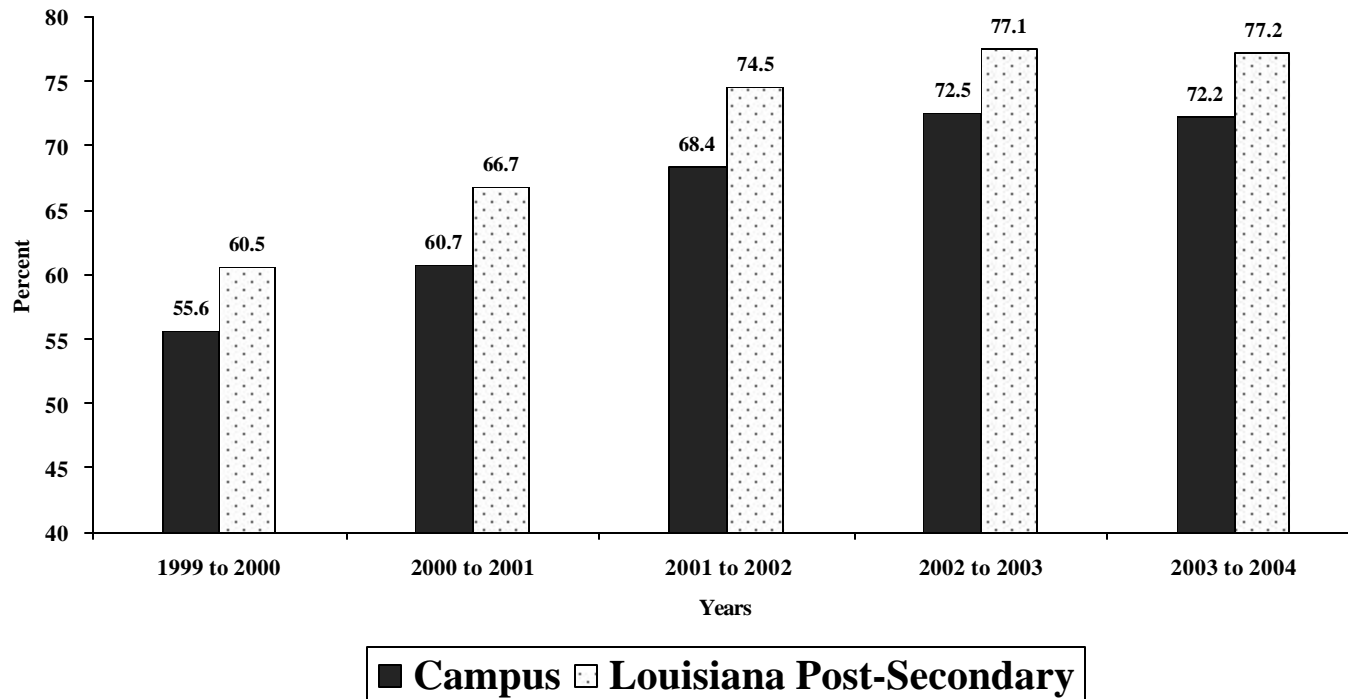 80
75
70
65
60
55
50
45
40
Percent
55.6
60.5
60.7
66.7
68.4
74.5
72.5
77.1
72.2
77.2
1999 to 2000
2000 to 2001
2001 to 2002
2002 to 2003
2003 to 2004
Years
Campus
Louisiana Post-Secondary